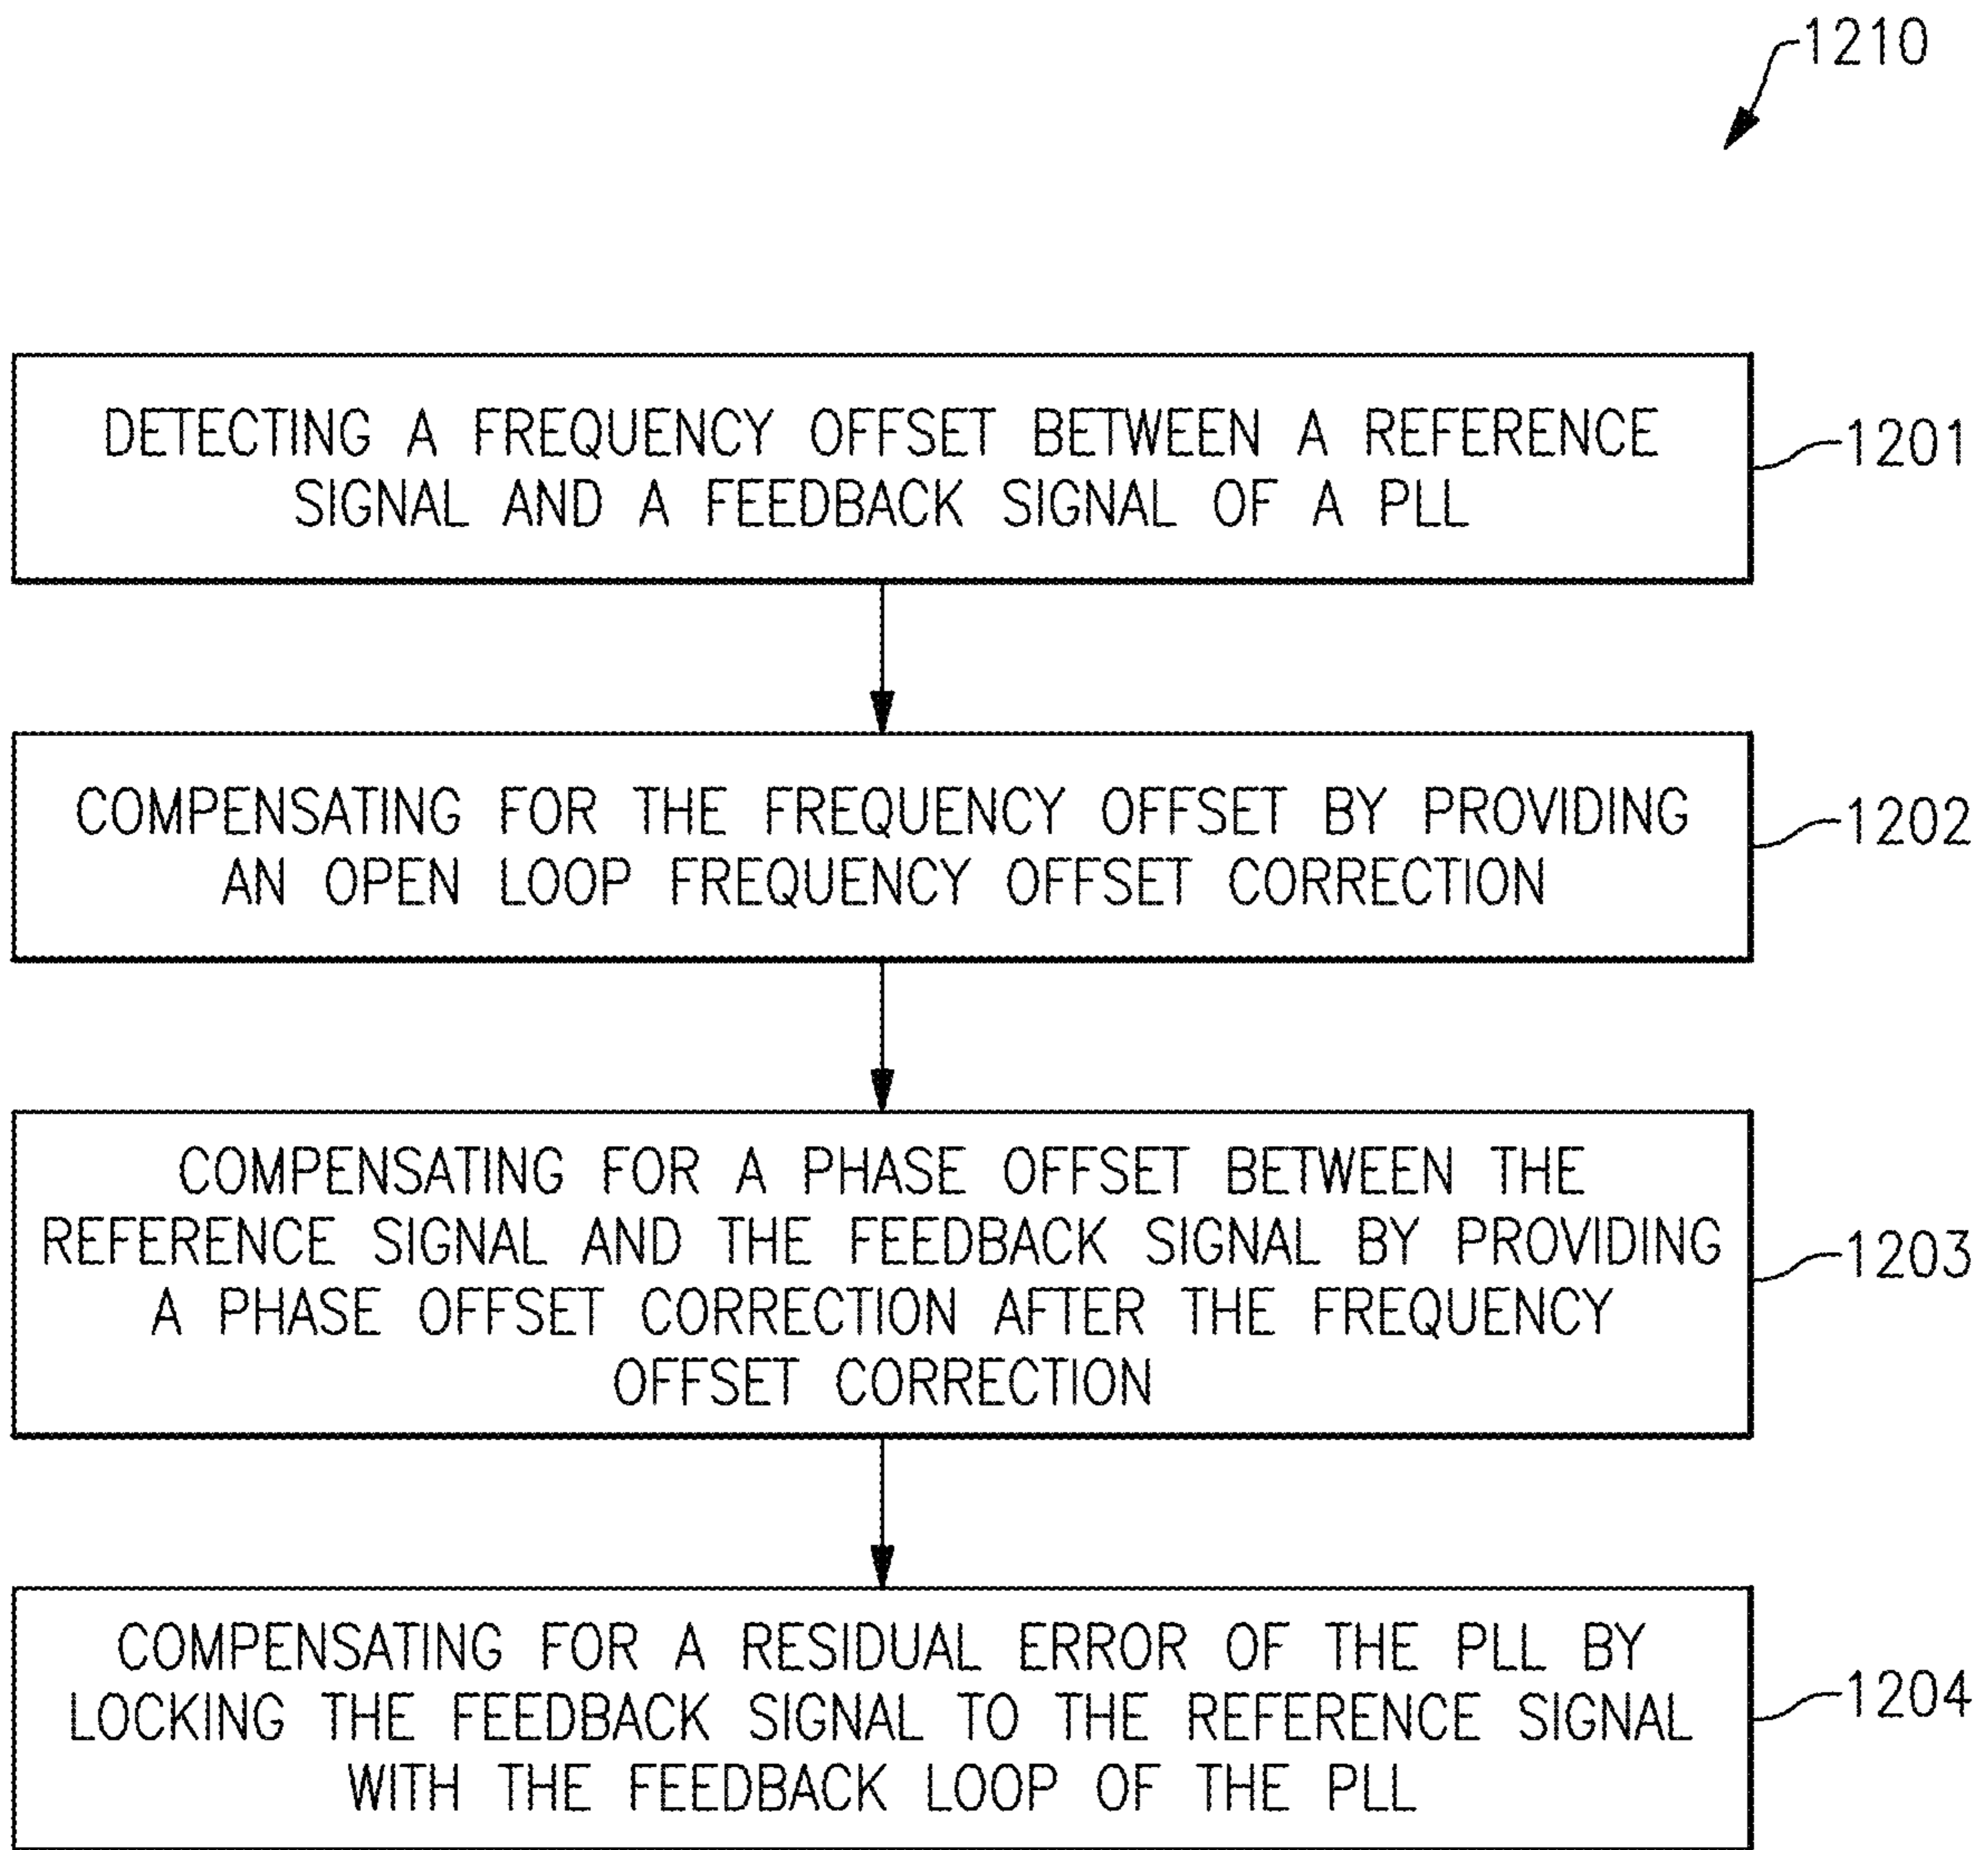 1210
DETECTING A FREQUENCY OFFSET BETWEEN A REFERENCE
SIGNAL AND A FEEDBACK SIGNAL OF A PLL
1201
COMPENSATING FOR THE FREQUENCY OFFSET BY PROVIDING
AN OPEN LOOP FREQUENCY OFFSET CORRECTION
1202
COMPENSATING FOR A PHASE OFFSET BETWEEN THE
REFERENCE SIGNAL AND THE FEEDBACK SIGNAL BY PROVIDING
A PHASE OFFSET CORRECTION AFTER THE FREQUENCY
OFFSET CORRECTION
1203
COMPENSATING FOR A RESIDUAL ERROR OF THE PLL BY
LOCKING THE FEEDBACK SIGNAL TO THE REFERENCE SIGNAL
WITH THE FEEDBACK LOOP OF THE PLL
1204